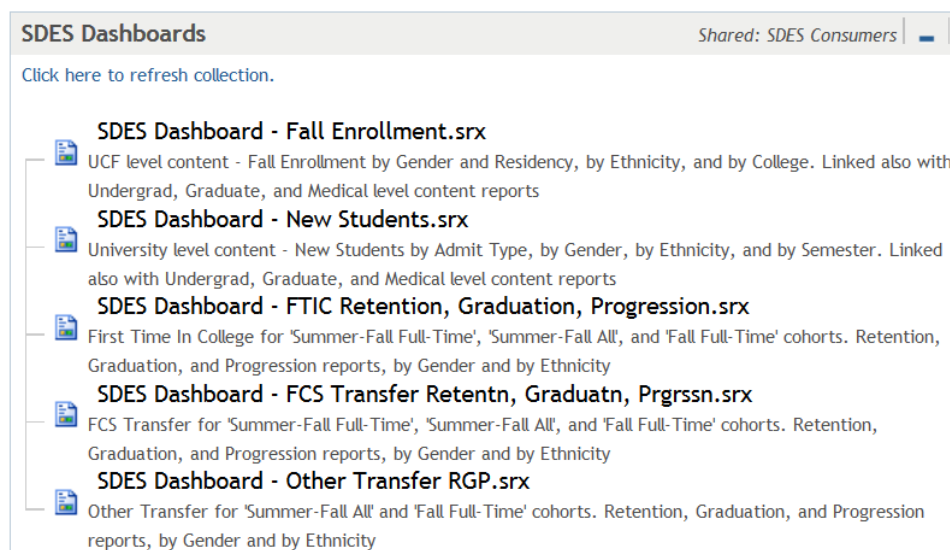 SDES Dashboards Shared: SDES Consumers
Click here to refresh collection.
SDES Dashboard - Fall Enrollment.srx
UCF level content - Fall Enrollment by Gender and Residency, by Ethnicity, and by College. Linked also with
Undergrad, Graduate, and Medical level content reports
SDES Dashboard - New Students.srx
University level content - New Students by Admit Type, by Gender, by Ethnicity, and by Semester. Linked
also with Undergrad, Graduate, and Medical level content reports
SDES Dashboard - FTIC Retention, Graduation, Progression.srx
First Time In College for 'Summer-Fall Full-Time', 'Summer-Fall All', and 'Fall Full-Time' cohorts. Retention,
Graduation, and Progression reports, by Gender and by Ethnicity
SDES Dashboard - FCS Transfer Retentn, Graduatn, Prgrssn.srx
FCS Transfer for 'Summer-Fall Full-Time', 'Summer-Fall All', and 'Fall Full-Time' cohorts. Retention,
Graduation, and Progression reports, by Gender and by Ethnicity
SDES Dashboard - Other Transfer RGP.srx
Other Transfer for 'Summer-Fall All' and 'Fall Full-Time' cohorts. Retention, Graduation, and Progression
reports, by Gender and by Ethnicity